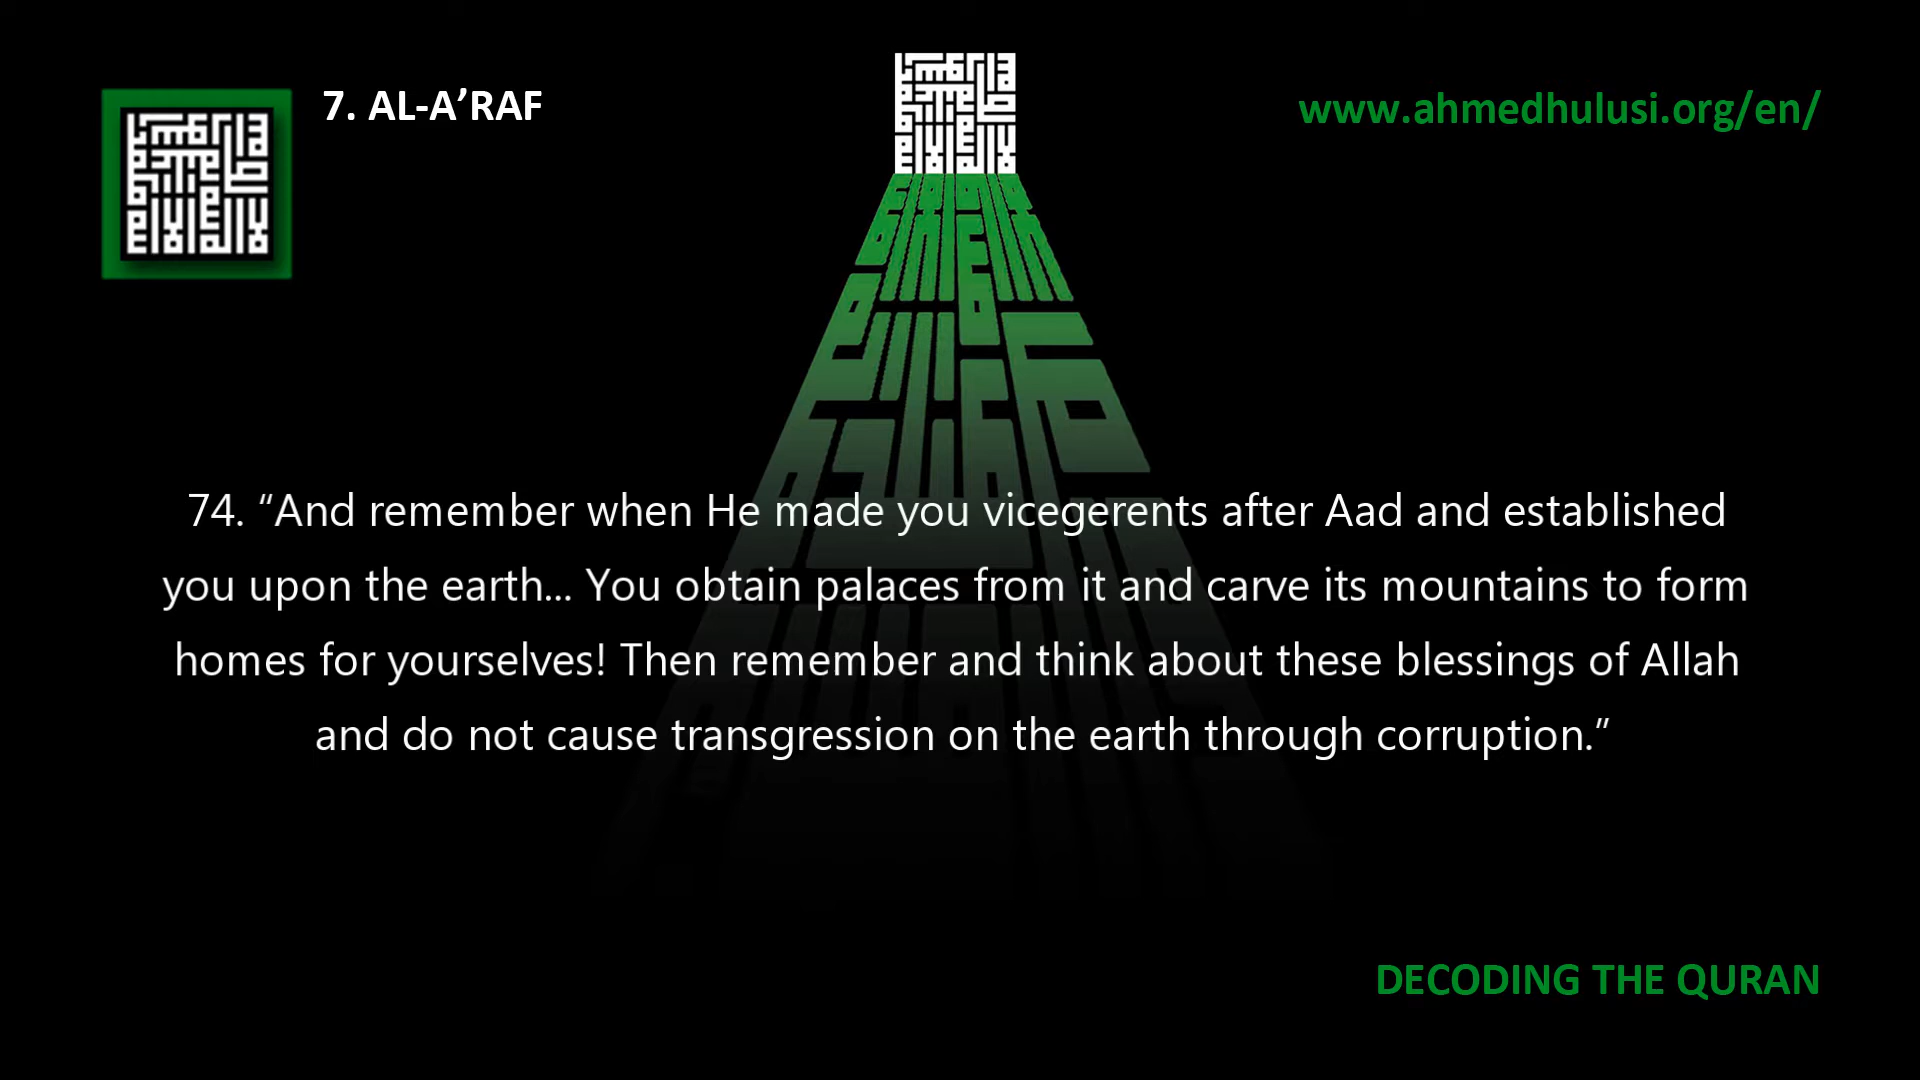 7. AL-A’RAF
www.ahmedhulusi.org/en/
74. “And remember when He made you vicegerents after Aad and established
you upon the earth... You obtain palaces from it and carve its mountains to form
homes for yourselves! Then remember and think about these blessings of Allah
and do not cause transgression on the earth through corruption.”
DECODING THE QURAN